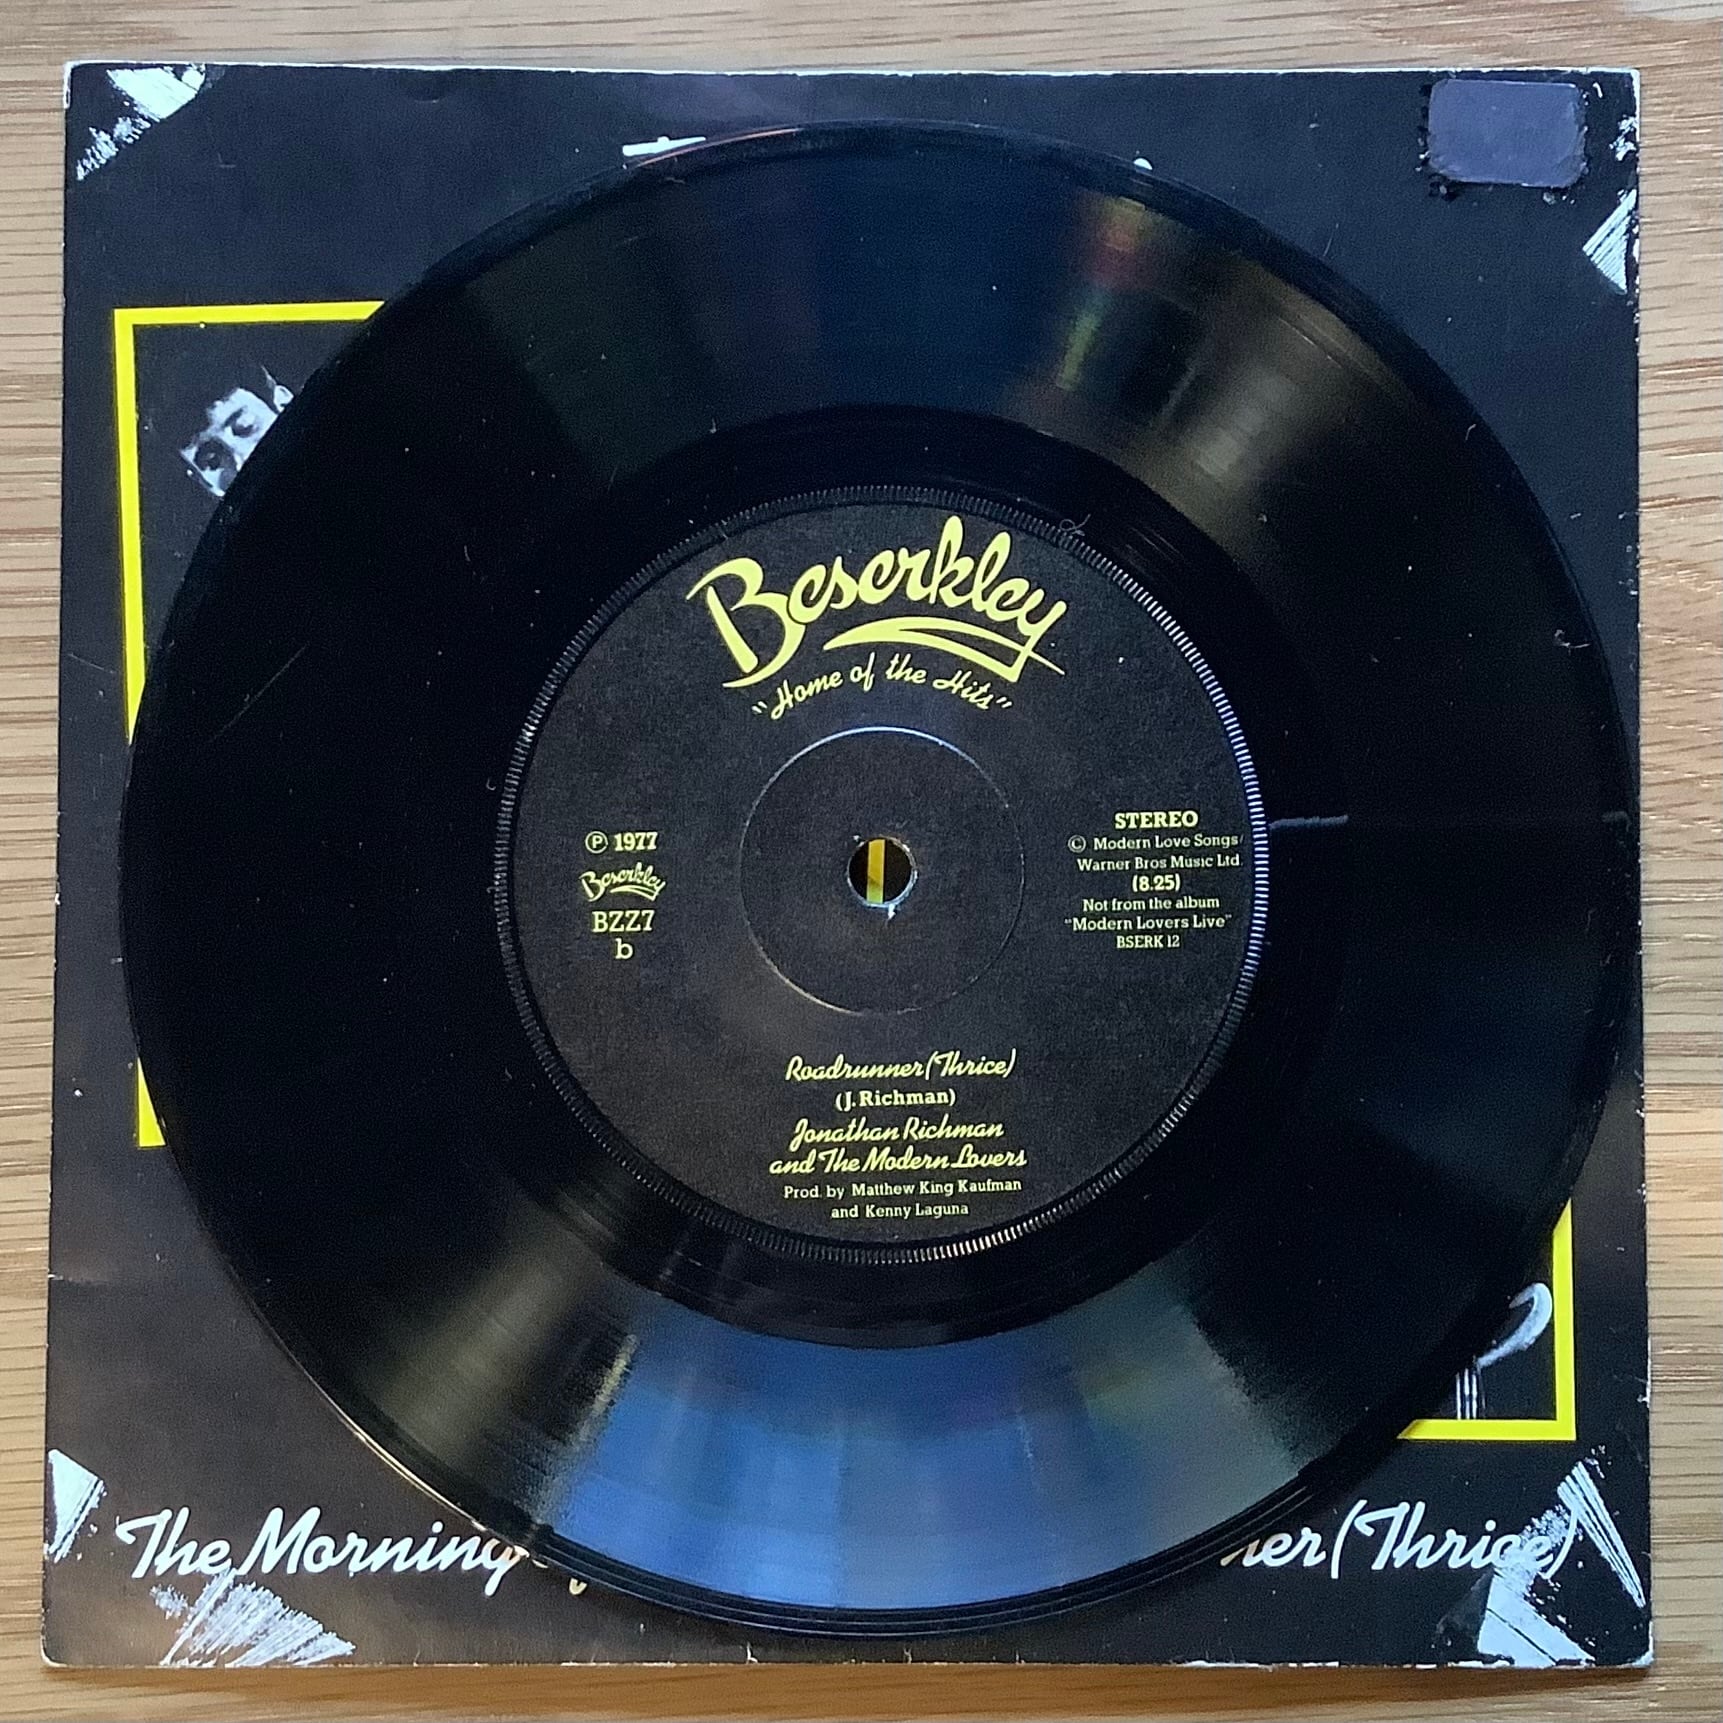 Beserkley
"Home of the Hits"
Ⓟ 1977
Beserkley
BZZ7
b
STEREO
© Modern Love Songs/
Warner Bros Music Ltd.
(8.25)
Not from the album
"Modern Lovers Live"
BSERK 12
Roadrunner (Thrice)
(J. Richman)
Jonathan Richman
and The Modern Lovers
Prod. by Matthew King Kaufman
and Kenny Laguna
The Morning ner (Thrice)